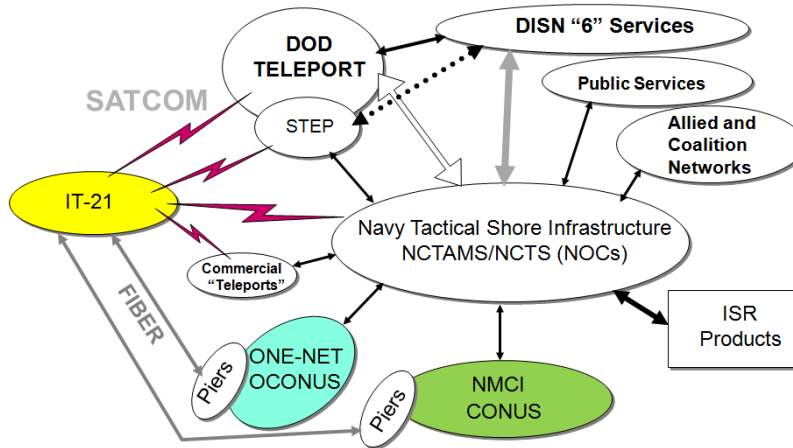 DOD
TELEPORT
DISN “6” Services
SATCOM
STEP
Public Services
Allied and
Coalition
Networks
IT-21
Navy Tactical Shore Infrastructure
NCTAMS/NCTS (NOCs)
Commercial
“Teleports”
FIBER
ISR
Products
Piers
ONE-NET
OCONUS
Piers
NMCI
CONUS